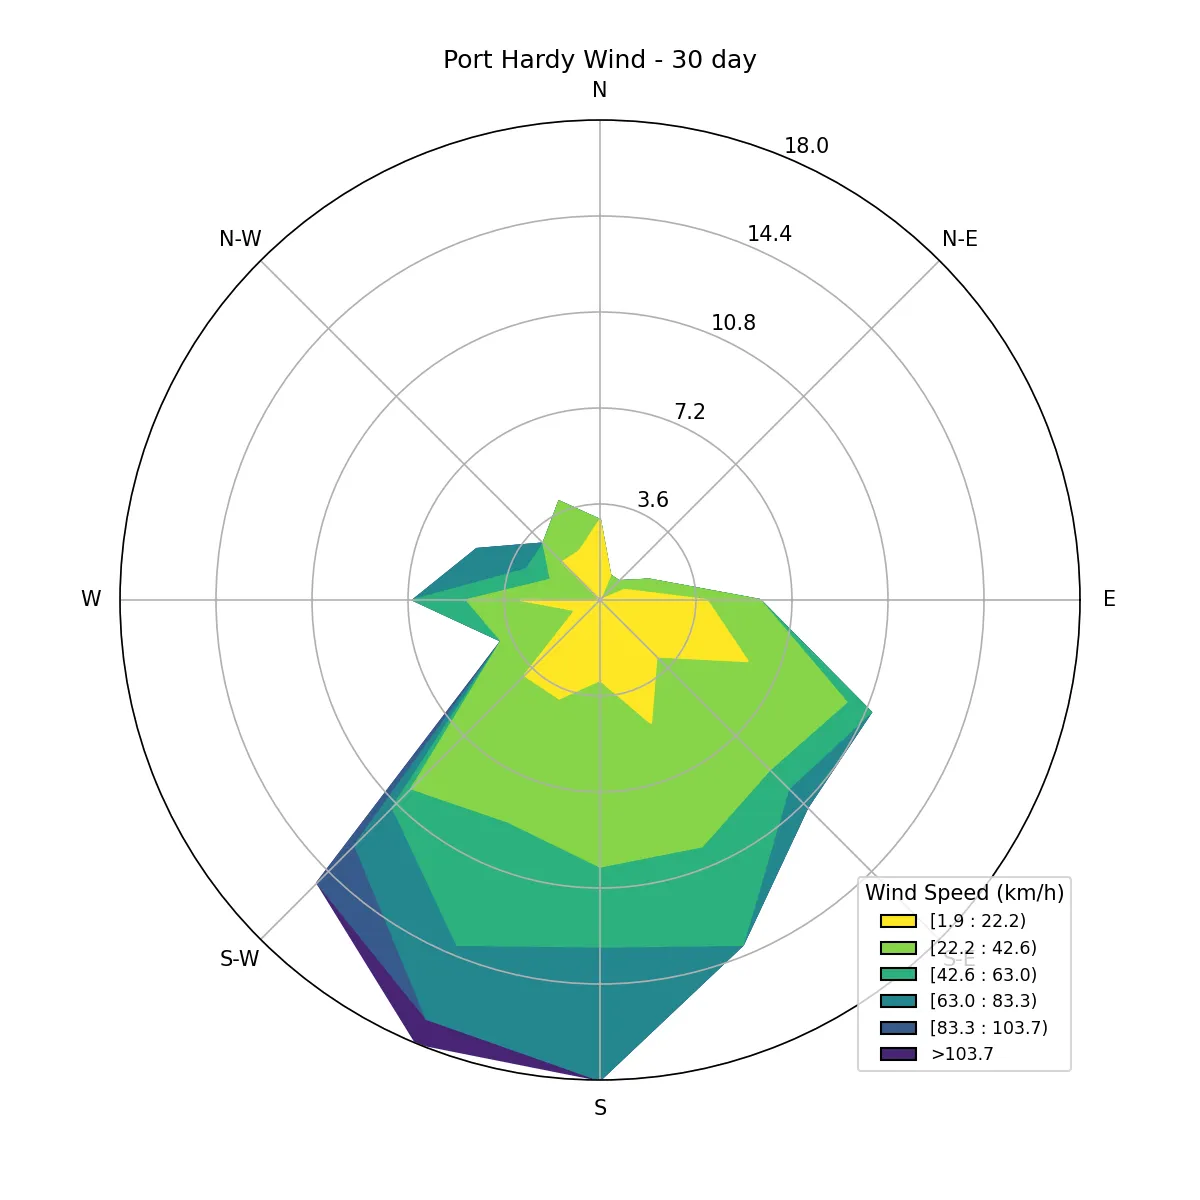 Port Hardy Wind - 30 day
N
18.0
14.4
N-W
N-E
10.8
7.2
3.6
W
E
Wind Speed (km/h)
[1.9 : 22.2)
[22.2 : 42.6)
[42.6 : 63.0)
[63.0 : 83.3)
[83.3 : 103.7)
>103.7
S-W
S-E
S